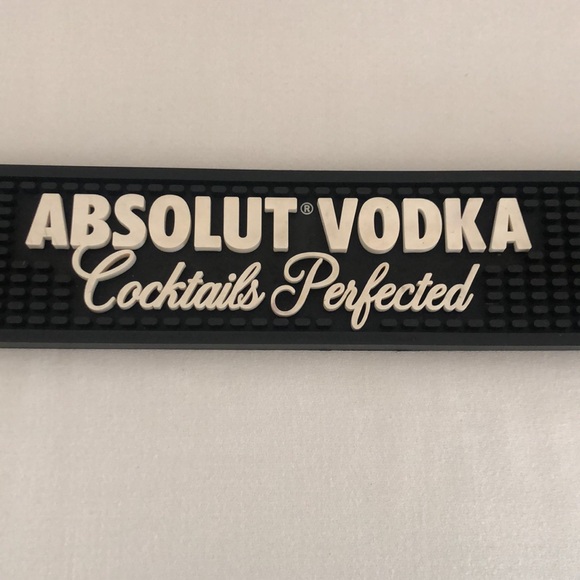 ABSOLUT® VODKA
Cocktails Perfected